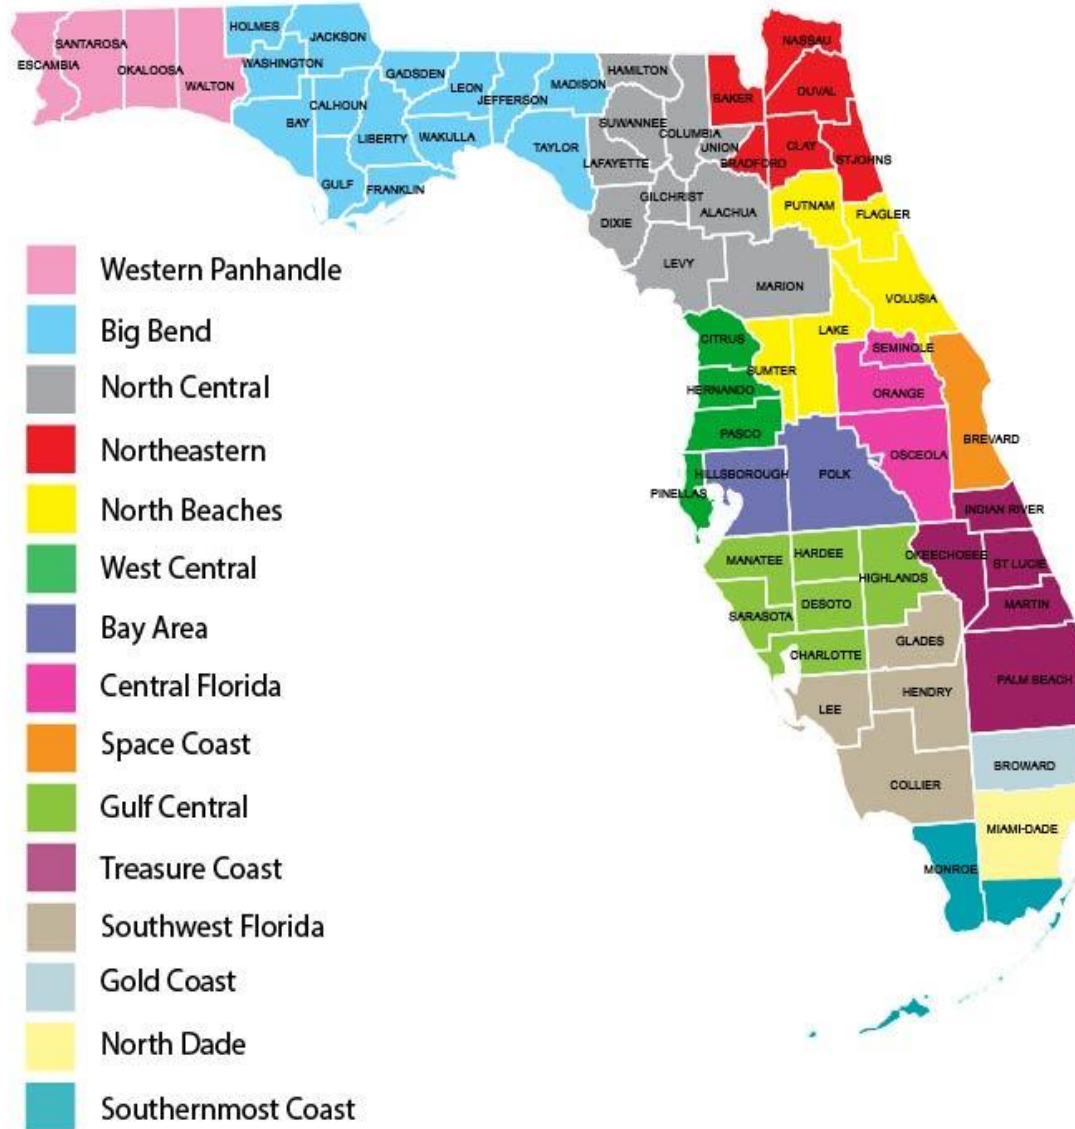 HOLMES
JACKSON
NASSAU
SANTAROSA
ESCAMBIA
OKALOOSA
WASHINGTON
WALTON
GADSDEN
LEON
JEFFERSON
MADISON
HAMILTON
BAKER
DUVAL
CALHOUN
BAY
LIBERTY
WAKULLA
TAYLOR
SUWANNEE
COLUMBIA
UNION
BRADFORD
CLAY
STJOHNS
LAFAYETTE
GULF
FRANKLIN
GILCHRIST
ALACHUA
PUTNAM
FLAGLER
DIXIE
LEVY
MARION
VOLUSIA
CITRUS
LAKE
SEMINOLE
SUMTER
HERNANDO
ORANGE
PASCO
BREVARD
OSCEOLA
HILLSBOROUGH
POLK
PINELLAS
INDIAN RIVER
MANATEE
HARDEE
OKEECHOBEE
ST LUCIE
HIGHLANDS
DESOTO
MARTIN
SARASOTA
GLADES
CHARLOTTE
PALM BEACH
HENDRY
LEE
BROWARD
COLLIER
MIAMI-DADE
MONROE
Western Panhandle
Big Bend
North Central
Northeastern
North Beaches
West Central
Bay Area
Central Florida
Space Coast
Gulf Central
Treasure Coast
Southwest Florida
Gold Coast
North Dade
Southernmost Coast